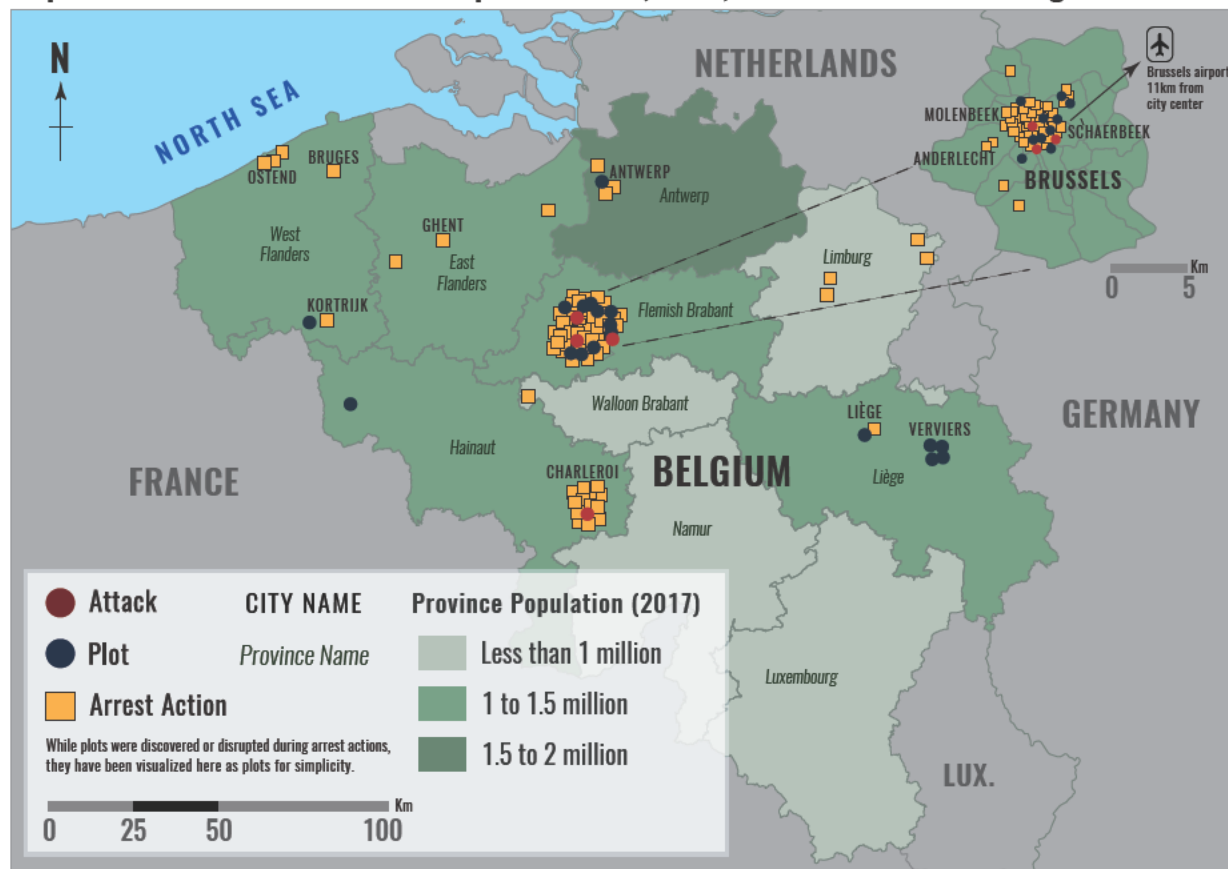 N
NORTH SEA
NETHERLANDS
Brussels airport
11km from
city center
MOLENBEEK
SCHAERBEEK
ANDERLECHT
BRUSSELS
Km
0 5
BRUGES
OSTEND
ANTWERP
Antwerp
GHENT
West
Flanders
East
Flanders
Limburg
KORTRIJK
Flemish Brabant
Walloon Brabant
LIÈGE
VERVIERS
GERMANY
Hainaut
BELGIUM
Liège
FRANCE
CHARLEROI
Namur
Luxembourg
LUX.
Attack
Plot
Arrest Action
CITY NAME
Province Name
Province Population (2017)
Less than 1 million
1 to 1.5 million
1.5 to 2 million
While plots were discovered or disrupted during arrest actions,
they have been visualized here as plots for simplicity.
Km
0 25 50 100